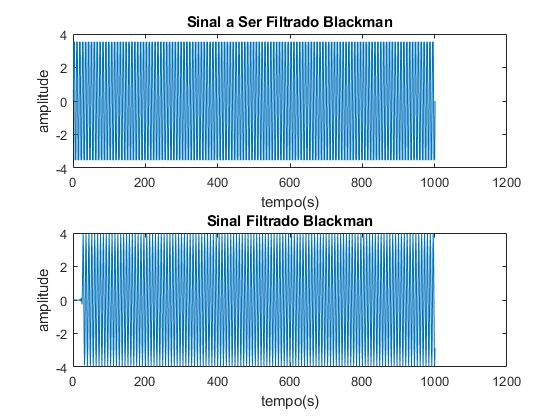 Sinal a Ser Filtrado Blackman
4
2
0
-2
-4
amplitude
0 200 400 600 800 1000 1200
tempo(s)
Sinal Filtrado Blackman
4
2
0
-2
-4
amplitude
0 200 400 600 800 1000 1200
tempo(s)